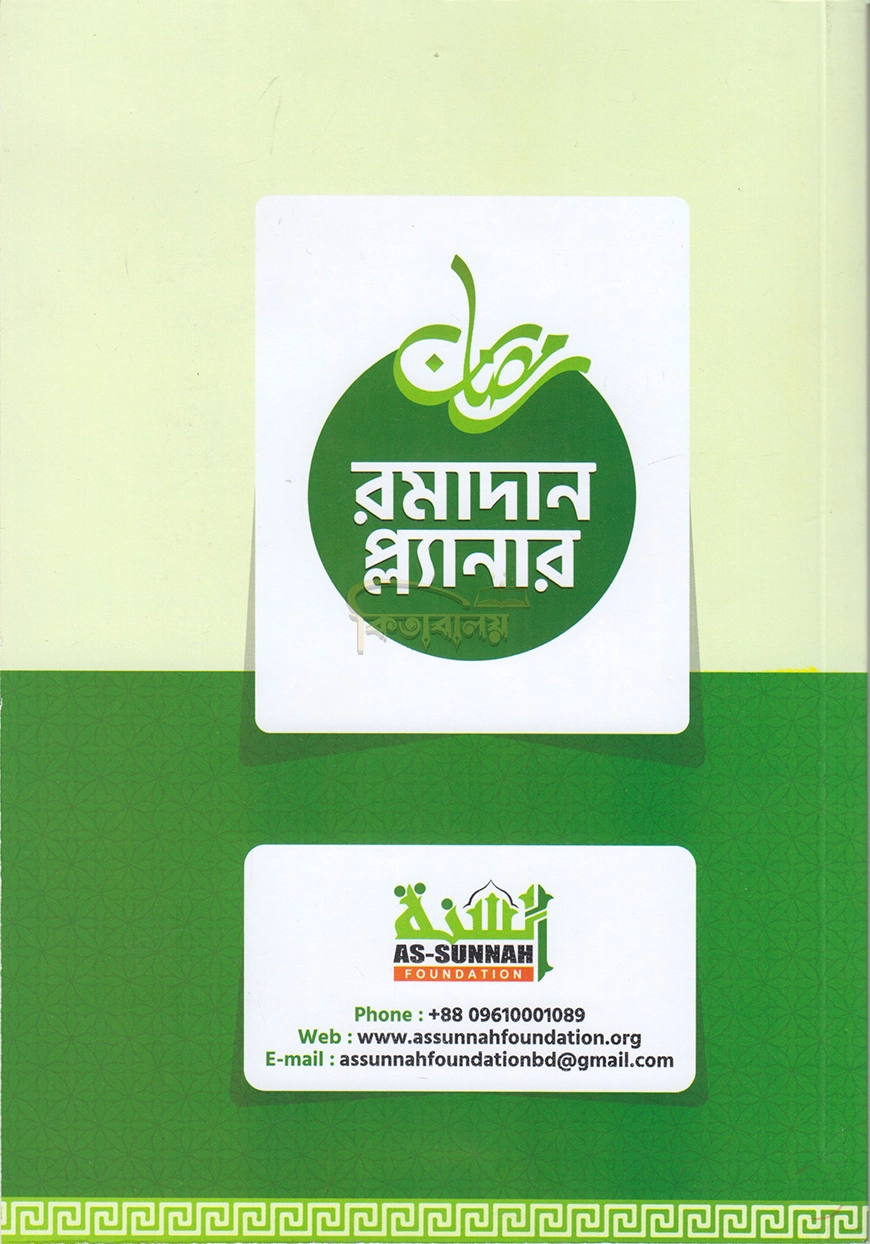 رمضان
রমাদান
প্ল্যানার
কিতাবালয়
السنة
AS-SUNNAH
FOUNDATION
Phone : +88 09610001089
Web : www.assunnahfoundation.org
E-mail : assunnahfoundationbd@gmail.com